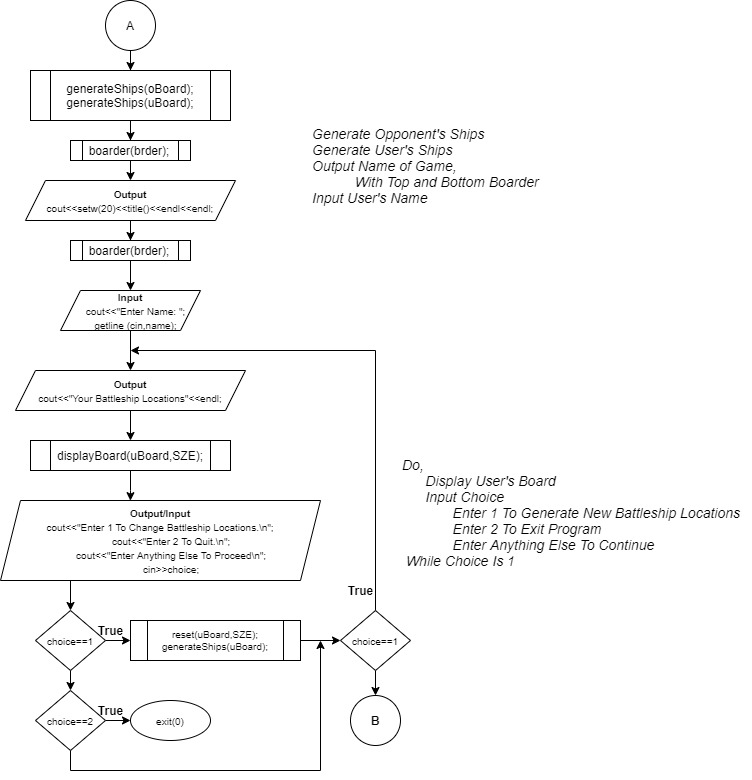 A
generateShips(oBoard);
generateShips(uBoard);
boarder(brder);
Output
cout<<setw(20)<<title()<<endl<<endl;
boarder(brder);
Input
cout<<"Enter Name: ";
getline (cin,name);
Generate Opponent's Ships
Generate User's Ships
Output Name of Game,
With Top and Bottom Boarder
Input User's Name
Output
cout<<"Your Battleship Locations"<<endl;
displayBoard(uBoard,SZE);
Output/Input
cout<<"Enter 1 To Change Battleship Locations.\n";
cout<<"Enter 2 To Quit.\n";
cout<<"Enter Anything Else To Proceed\n";
cin>>choice;
Do,
Display User's Board
Input Choice
Enter 1 To Generate New Battleship Locations
Enter 2 To Exit Program
Enter Anything Else To Continue
While Choice Is 1
choice==1
True
reset(uBoard,SZE);
generateShips(uBoard);
True
choice==1
choice==2
True
exit(0)
B